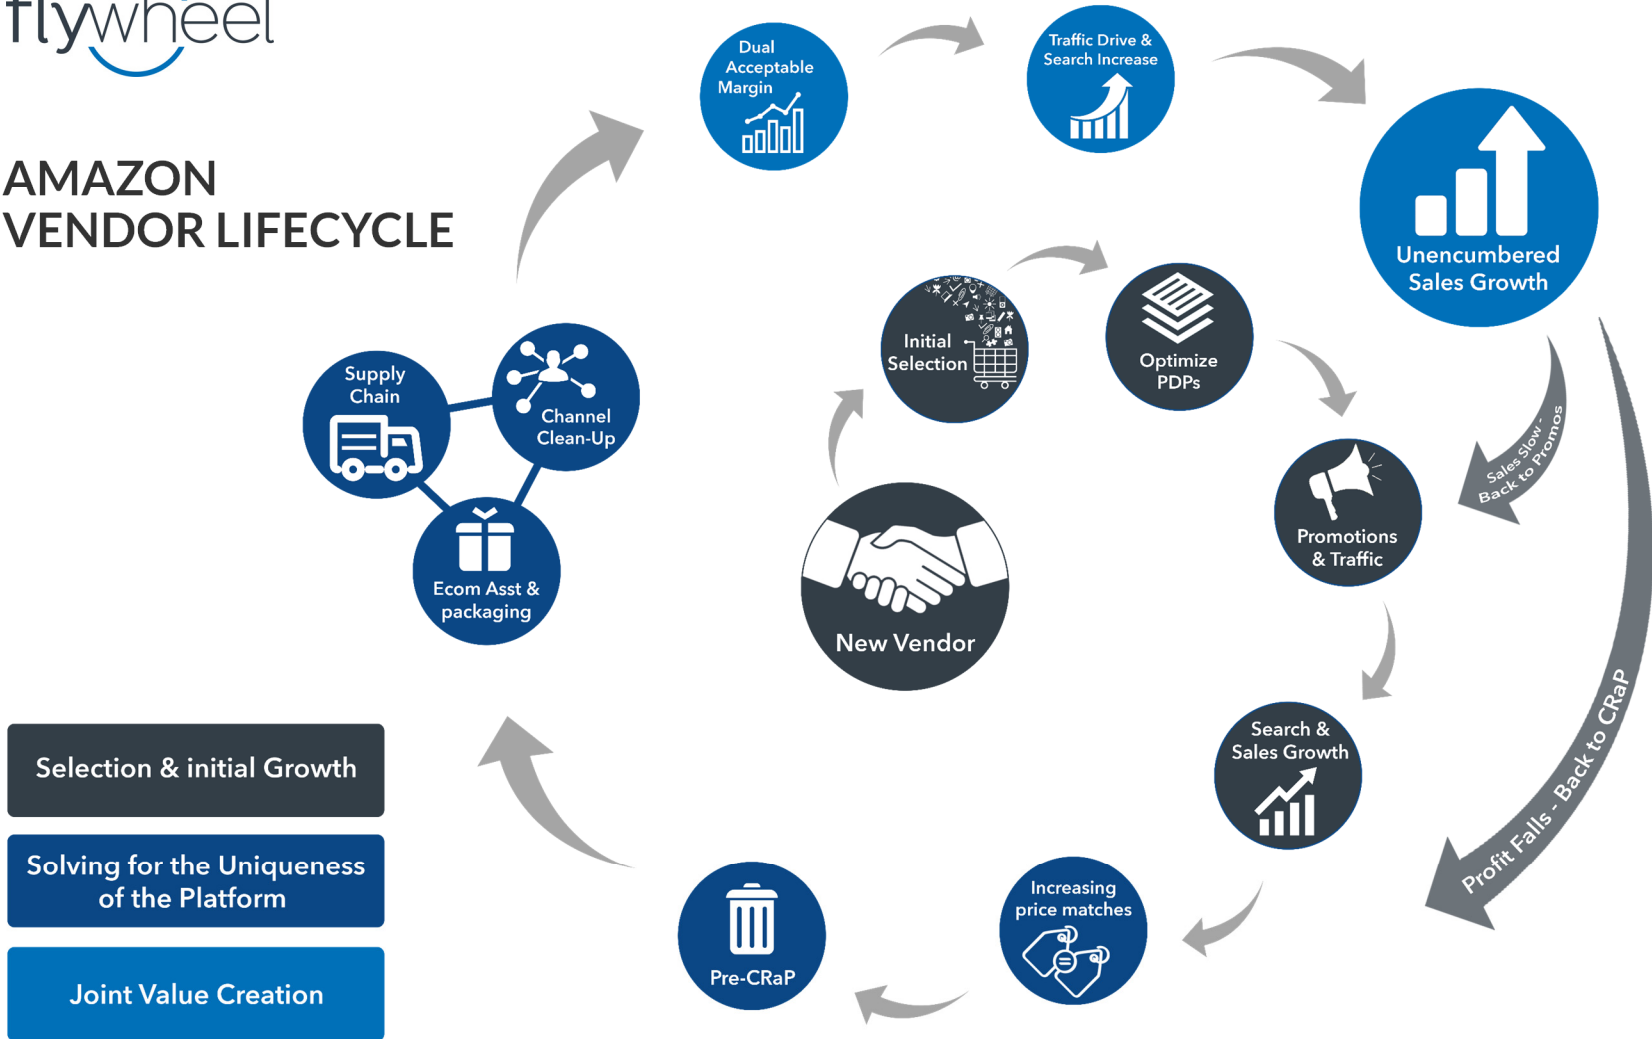 flywheel
AMAZON
VENDOR LIFECYCLE
Dual
Acceptable
Margin
Traffic Drive &
Search Increase
Unencumbered
Sales Growth
Initial
Selection
Optimize
PDPs
Supply
Chain
Channel
Clean-Up
Ecom Asst &
packaging
Sales Slow -
Back to Promos
Promotions
& Traffic
New Vendor
Search &
Sales Growth
Profit Falls - Back to CRaP
Increasing
price matches
Pre-CRaP
Selection & initial Growth
Solving for the Uniqueness
of the Platform
Joint Value Creation